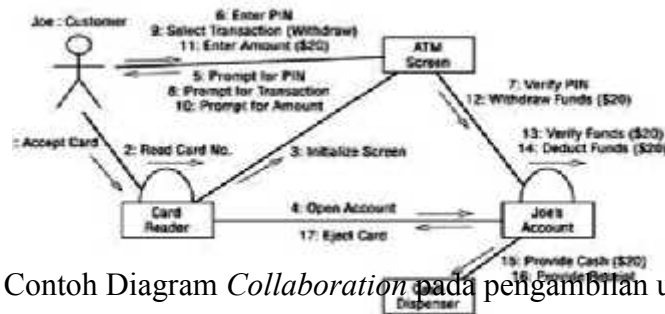 6: Enter PIN
Joe : Customer
9: Select Transaction (Withdraw)
11: Enter Amount ($20)
ATM
Screen
5: Prompt for PIN
8: Prompt for Transaction
10: Prompt for Amount
7: Verify PIN
12: Withdraw Funds ($20)
: Accept Card
2: Read Card No.
3: Initialize Screen
13: Verify Funds ($20)
14: Deduct Funds ($20)
Card
Reader
4: Open Account
17: Eject Card
Joe's
Account
15: Provide Cash ($20)
16: Provide Receipt
Contoh Diagram Collaboration pada pengambilan u
Dispenser